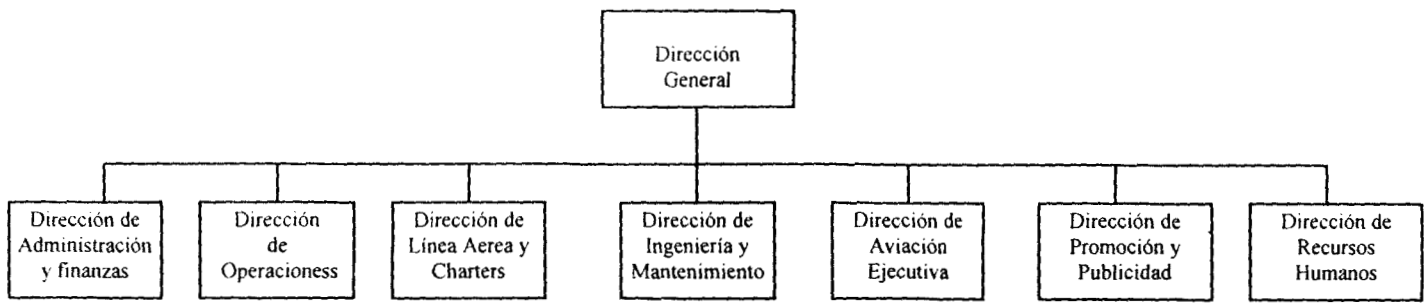 Dirección
General
Dirección de
Administración
y finanzas
Dirección
de
Operacioness
Dirección de
Línea Aerea y
Charters
Dirección de
Ingeniería y
Mantenimiento
Dirección de
Aviación
Ejecutiva
Dirección de
Promoción y
Publicidad
Dirección de
Recursos
Humanos